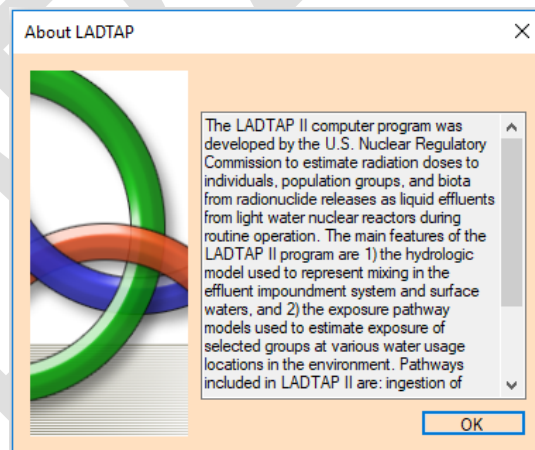 About LADTAP
The LADTAP II computer program was
developed by the U.S. Nuclear Regulatory
Commission to estimate radiation doses to
individuals, population groups, and biota
from radionuclide releases as liquid effluents
from light water nuclear reactors during
routine operation. The main features of the
LADTAP II program are 1) the hydrologic
model used to represent mixing in the
effluent impoundment system and surface
waters, and 2) the exposure pathway
models used to estimate exposure of
selected groups at various water usage
locations in the environment. Pathways
included in LADTAP II are: ingestion of
OK